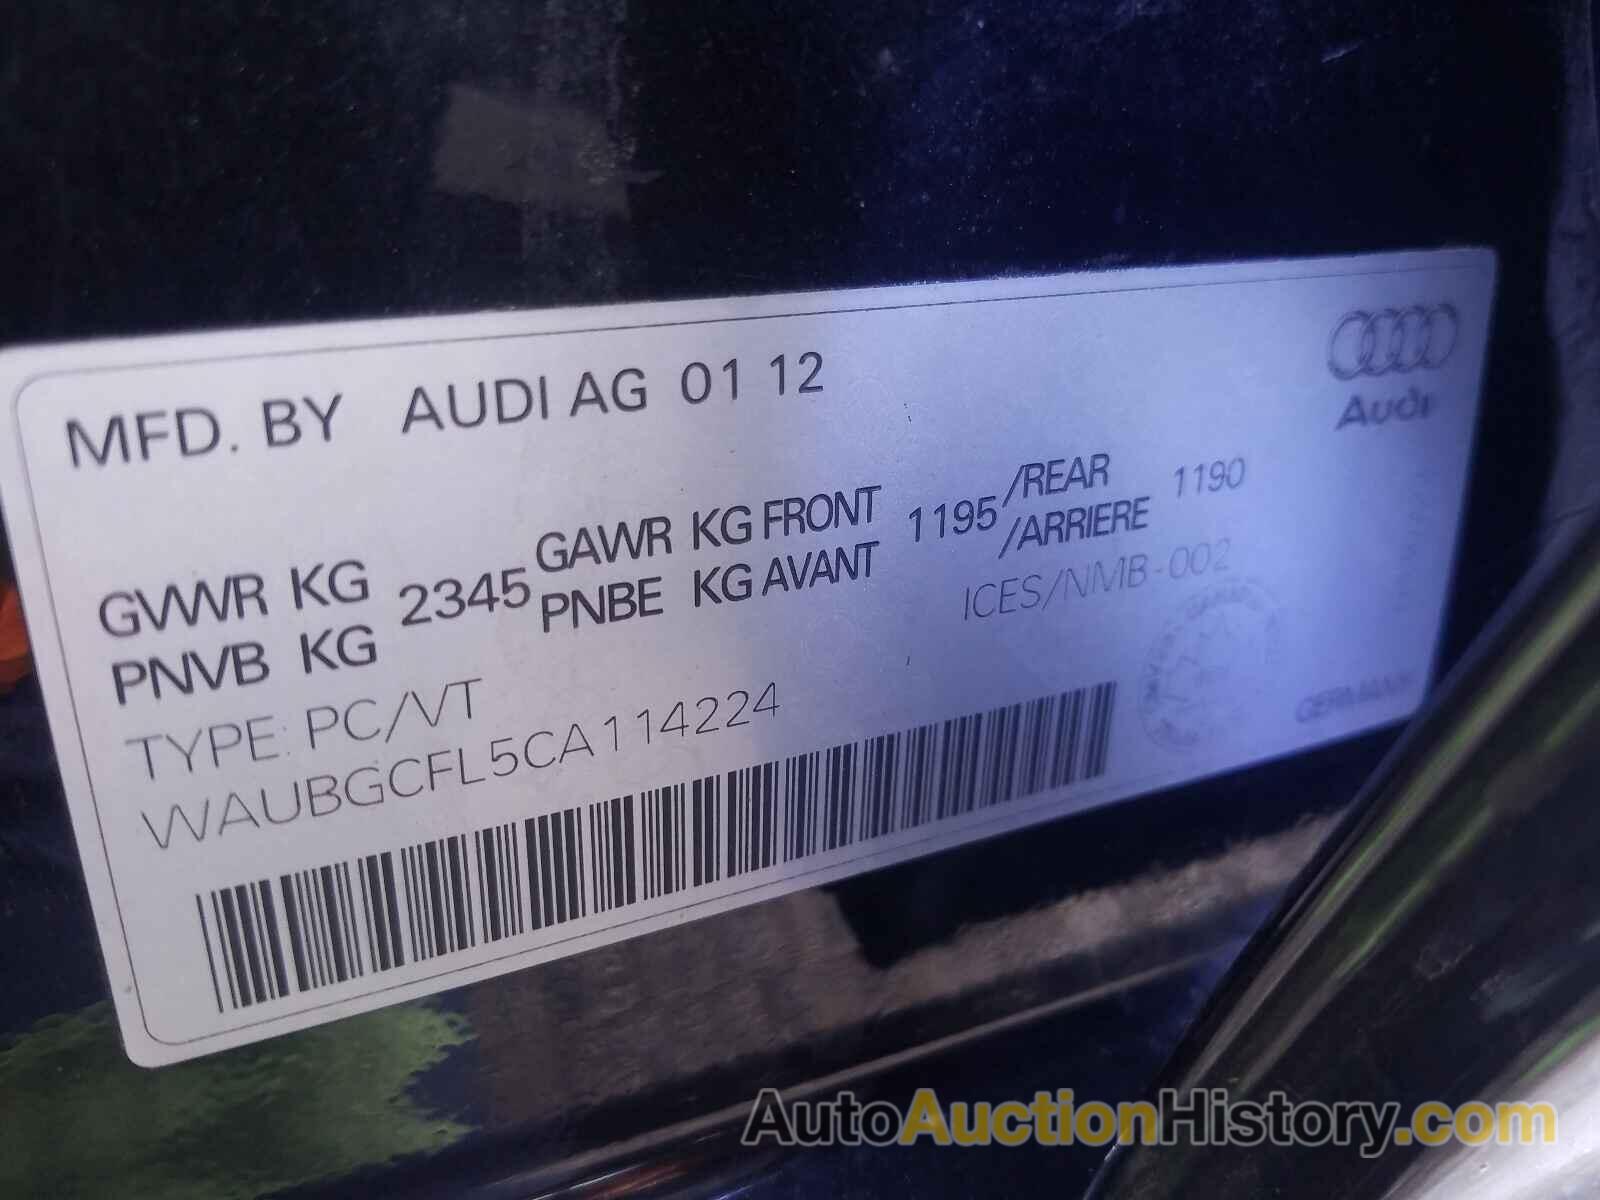 MFD. BY AUDI AG 01 12
Audi
GVWR KG 2345 GAWR KG FRONT 1195 /REAR 1190
PNVB KG PNBE KG AVANT /ARRIERE
TYPE: PC/VT ICES/NMB-002
WAUBGCFL5CA114224
GERMANY
AutoAuctionHistory.com